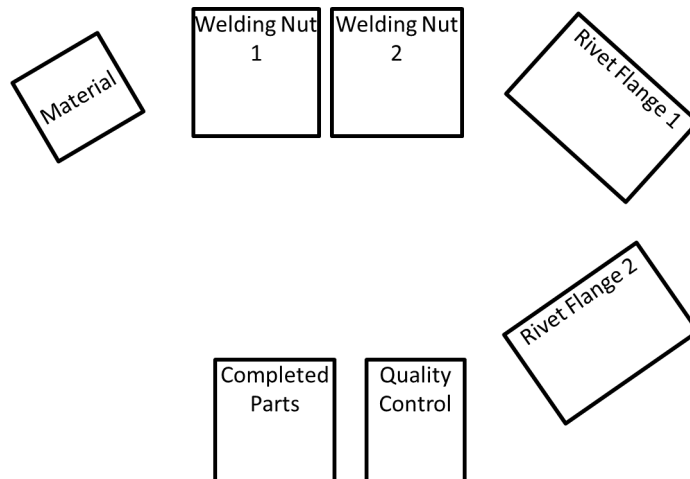 Material
Welding Nut
1
Welding Nut
2
Rivet Flange 1
Rivet Flange 2
Completed
Parts
Quality
Control